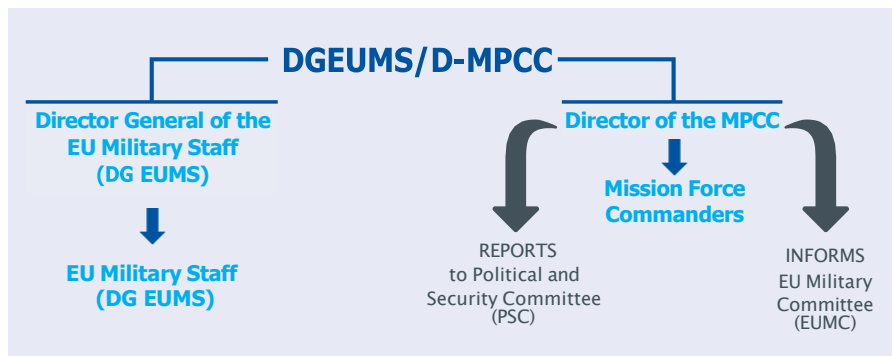 DGEUMS/D-MPCC
Director General of the
EU Military Staff
(DG EUMS)
EU Military Staff
(DG EUMS)
Director of the MPCC
Mission Force
Commanders
REPORTS
to Political and
Security Committee
(PSC)
INFORMS
EU Military
Committee
(EUMC)